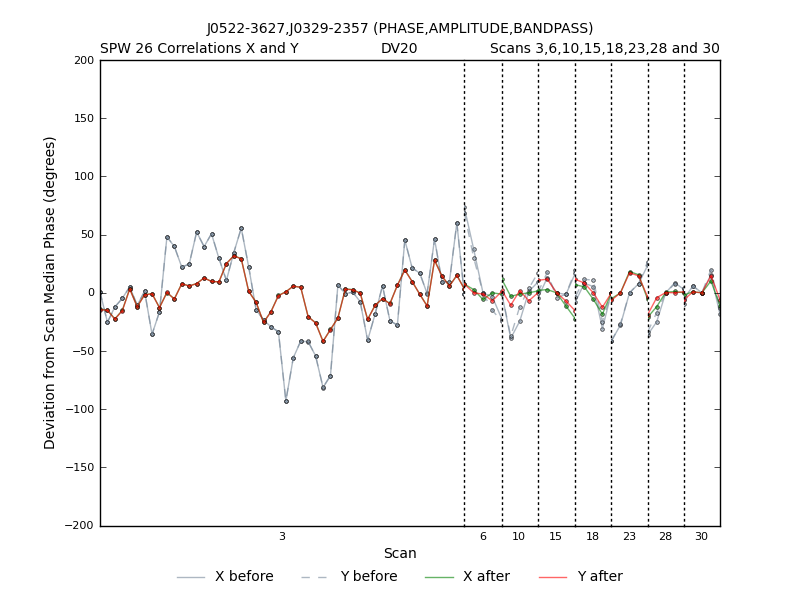 J0522-3627,J0329-2357 (PHASE,AMPLITUDE,BANDPASS)
SPW 26 Correlations X and Y DV20 Scans 3,6,10,15,18,23,28 and 30
Deviation from Scan Median Phase (degrees)
200
150
100
50
0
−50
−100
−150
−200
3 6 10 15 18 23 28 30
Scan
X before Y before X after Y after